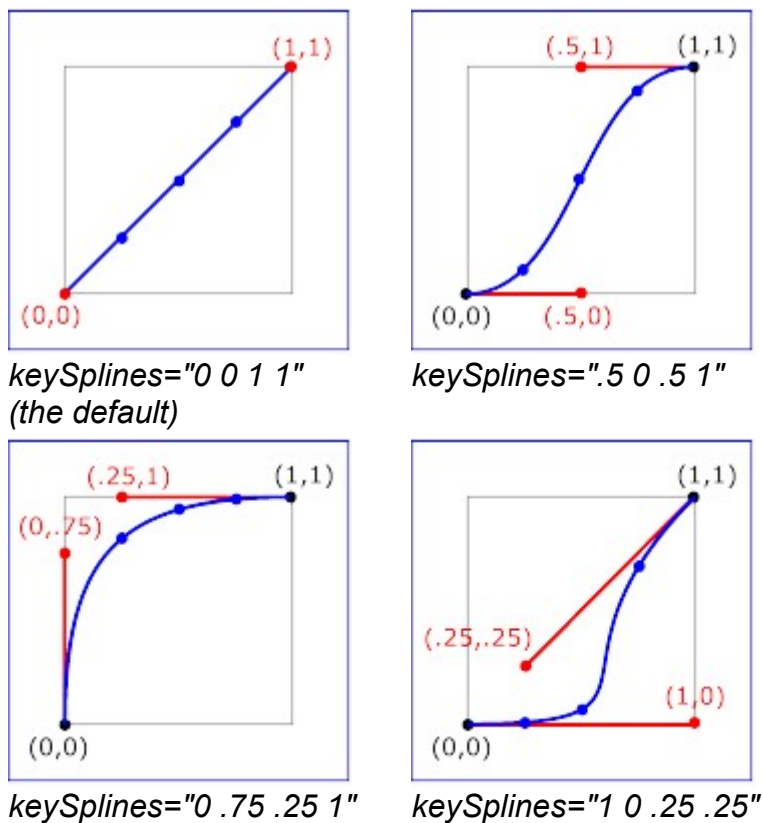 (1,1)
(0,0)
keySplines="0 0 1 1"
(the default)
(.5,1)
(1,1)
(0,0)
(.5,0)
keySplines=".5 0 .5 1"
(.25,1)
(1,1)
(0,.75)
(0,0)
keySplines="0 .75 .25 1"
(1,1)
(.25,.25)
(1,0)
(0,0)
keySplines="1 0 .25 .25"